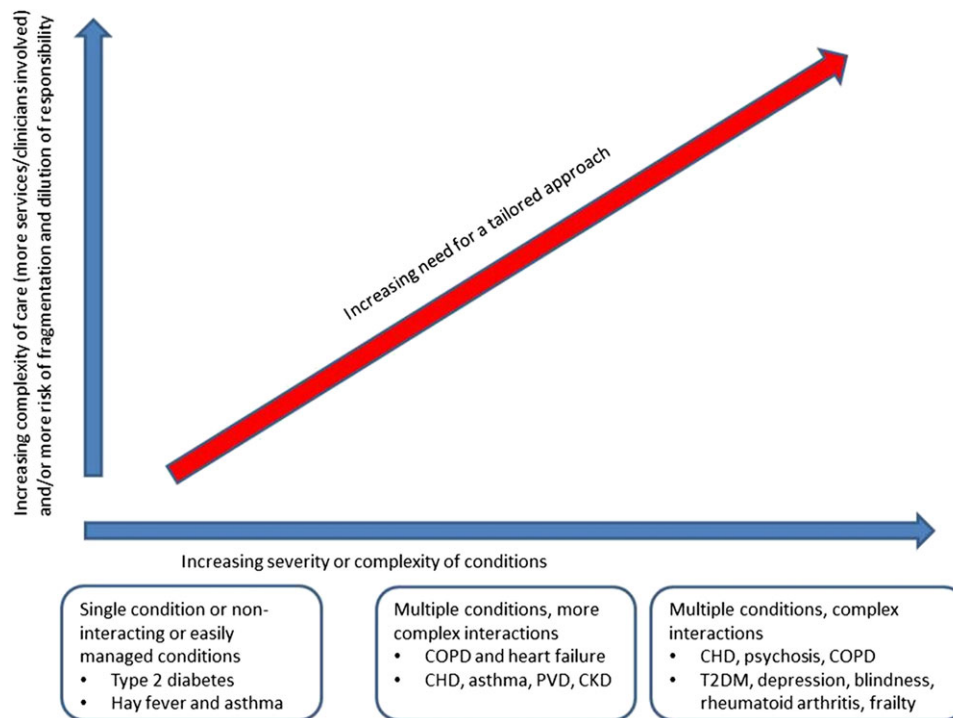 Increasing complexity of care (more services/clinicians involved)
and/or more risk of fragmentation and dilution of responsibility
Increasing need for a tailored approach
Increasing severity or complexity of conditions
Single condition or non-
interacting or easily
managed conditions
• Type 2 diabetes
• Hay fever and asthma
Multiple conditions, more
complex interactions
• COPD and heart failure
• CHD, asthma, PVD, CKD
Multiple conditions, complex
interactions
• CHD, psychosis, COPD
• T2DM, depression, blindness,
rheumatoid arthritis, frailty